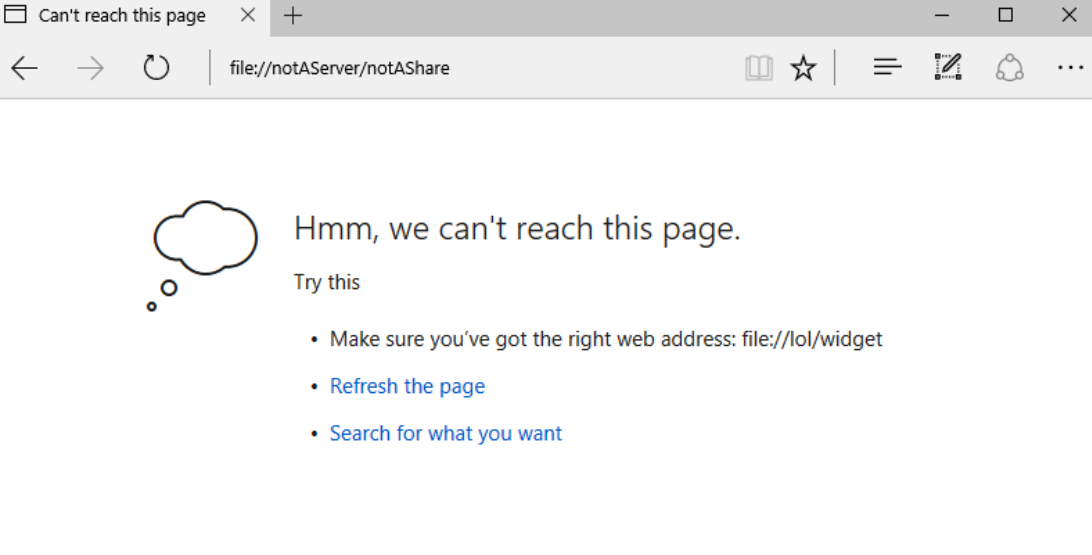 Can't reach this page
file://notAServer/notAShare
Hmm, we can't reach this page.
Try this
• Make sure you've got the right web address: file://lol/widget
• Refresh the page
• Search for what you want